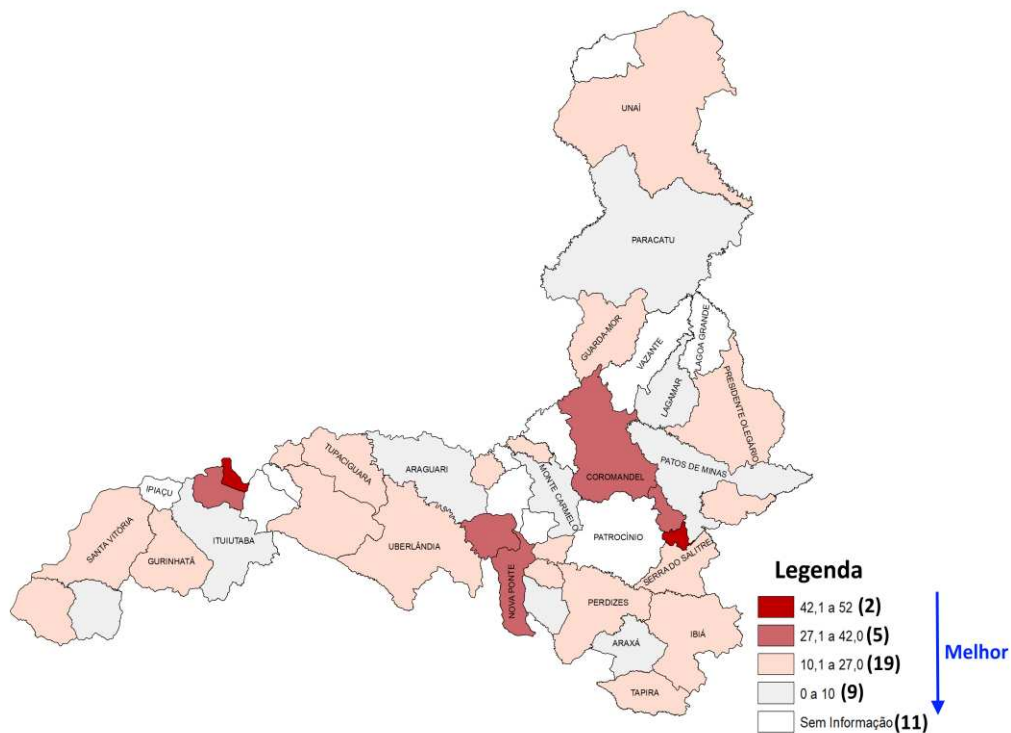 UNAÍ
PARACATU
GUARDA-MOR
VAZANTE
LAGOA GRANDE
LAGAMAR
PRESIDENTE OLEGÁRIO
COROMANDEL
PATOS DE MINAS
TUPACIGUARA
ARAGUARI
MONTE CARMELO
IPIAÇU
ITUIUTABA
SANTA VITÓRIA
GURINHATÃ
UBERLÂNDIA
NOVA PONTE
PATROCÍNIO
SERRA DO SALITRE
PERDIZES
IBIÁ
ARAXÁ
TAPIRA
Legenda
42,1 a 52 (2)
27,1 a 42,0 (5)
10,1 a 27,0 (19)
0 a 10 (9)
Sem Informação (11)
Melhor